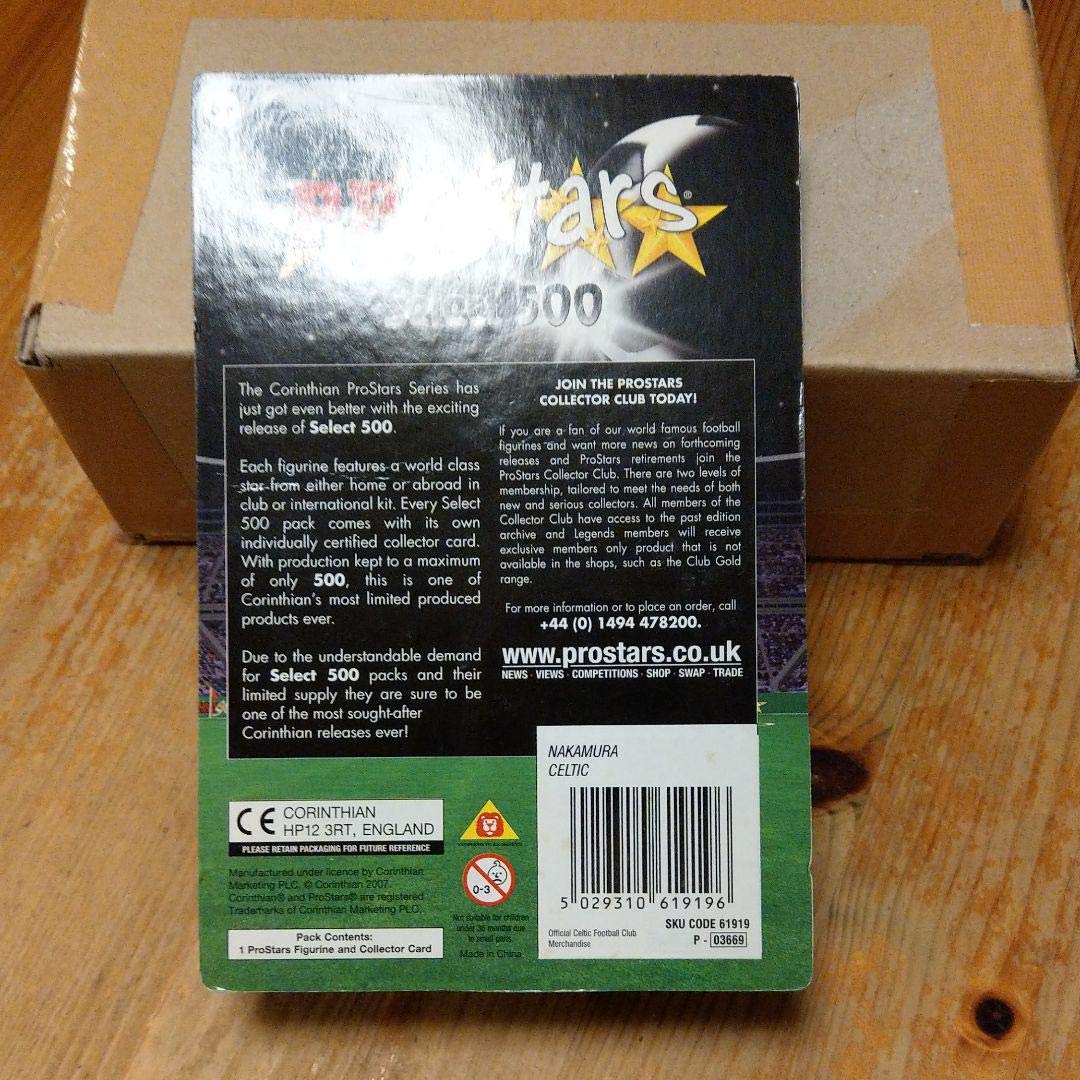 Stars®
500
The Corinthian ProStars Series has
just got even better with the exciting
release of Select 500.
Each figurine features a world class
star from either home or abroad in
club or international kit. Every Select
500 pack comes with its own
individually certified collector card.
With production kept to a maximum
of only 500, this is one of
Corinthian's most limited produced
products ever.
Due to the understandable demand
for Select 500 packs and their
limited supply they are sure to be
one of the most sought-after
Corinthian releases ever!
JOIN THE PROSTARS
COLLECTOR CLUB TODAY!
If you are a fan of our world famous football
figurines and want more news on forthcoming
releases and ProStars retirements join the
ProStars Collector Club. There are two levels of
membership, tailored to meet the needs of both
new and serious collectors. All members of the
Collector Club have access to the past edition
archive and Legends members will receive
exclusive members only product that is not
available in the shops, such as the Club Gold
range.
For more information or to place an order, call
+44 (0) 1494 478200.
www.prostars.co.uk
NEWS · VIEWS · COMPETITIONS · SHOP · SWAP · TRADE
NAKAMURA
CELTIC
5 029310 619196
SKU CODE 61919
P - 03669
Official Celtic Football Club
Merchandise
CE CORINTHIAN
HP12 3RT, ENGLAND
PLEASE RETAIN PACKAGING FOR FUTURE REFERENCE
Manufactured under licence by Corinthian
Marketing PLC. © Corinthian 2007.
Corinthian® and ProStars® are registered
Trademarks of Corinthian Marketing PLC.
Pack Contents:
1 ProStars Figurine and Collector Card
0-3
Not suitable for children
under 36 months due
to small parts.
Made in China